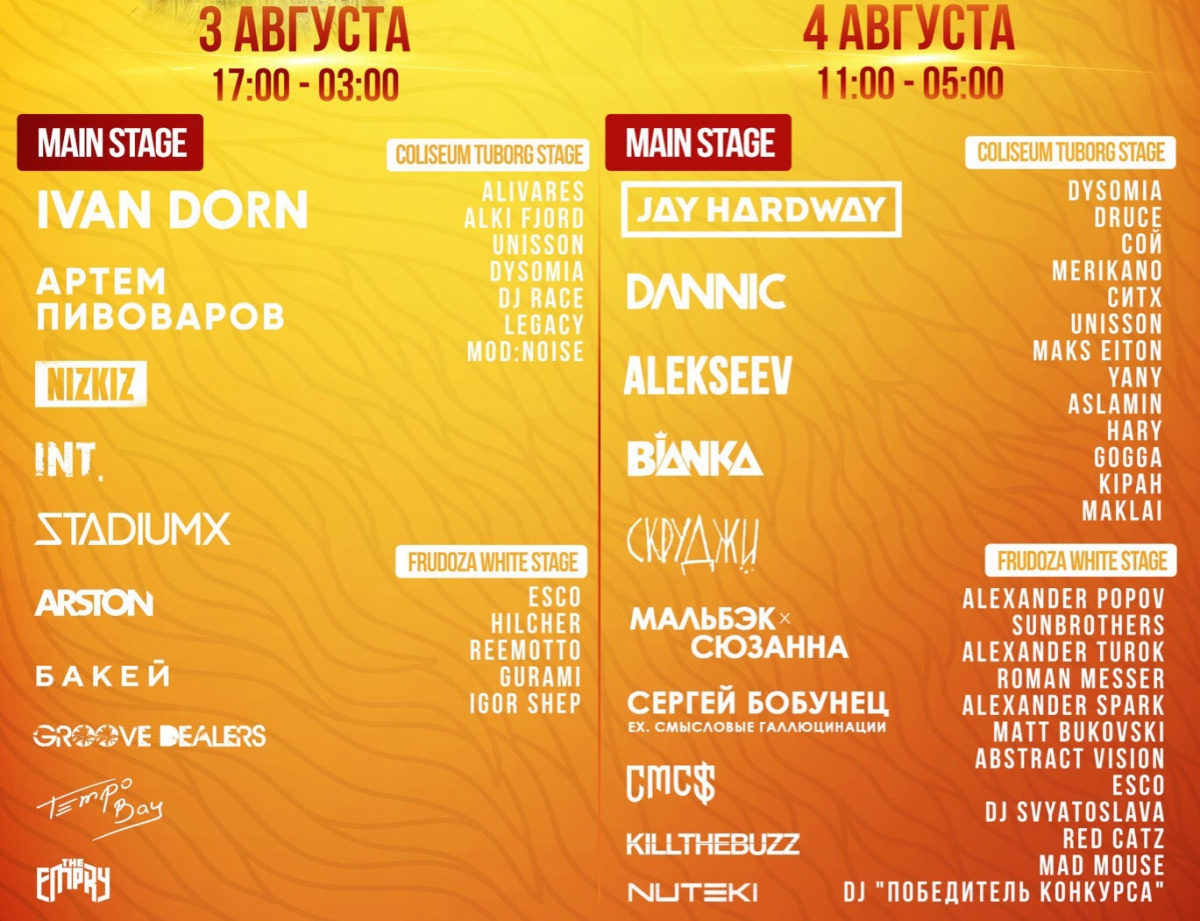 3 АВГУСТА
17:00 - 03:00
MAIN STAGE
IVAN DORN
АРТЕМ
ПИВОВАРОВ
NIZKIZ
INT.
STADIUMX
ARSTON
БАКЕЙ
GROOVE DEALERS
TEMPO
BAY
THE
EMPRY
COLISEUM TUBORG STAGE
ALIVARES
ALKI FJORD
UNISSON
DYSOMIA
DJ RACE
LEGACY
MOD:NOISE
FRUDOZA WHITE STAGE
ESCO
HILCHER
REEMOTTO
GURAMI
IGOR SHEP
4 АВГУСТА
11:00 - 05:00
MAIN STAGE
JAY HARDWAY
DANNIC
ALEKSEEV
BIANKA
СКРУДЖИ
МАЛЬБЭК ×
СЮЗАННА
СЕРГЕЙ БОБУНЕЦ
EX. СМЫСЛОВЫЕ ГАЛЛЮЦИНАЦИИ
CMC$
KILLTHEBUZZ
NUTEKI
COLISEUM TUBORG STAGE
DYSOMIA
DRUCE
СОЙ
MERIKANO
СИТХ
UNISSON
MAKS EITON
YANY
ASLAMIN
HARY
GOGGA
КІРАН
MAKLAI
FRUDOZA WHITE STAGE
ALEXANDER POPOV
SUNBROTHERS
ALEXANDER TUROK
ROMAN MESSER
ALEXANDER SPARK
MATT BUKOVSKI
ABSTRACT VISION
ESCO
DJ SVYATOSLAVA
RED CATZ
MAD MOUSE
DJ "ПОБЕДИТЕЛЬ КОНКУРСА"